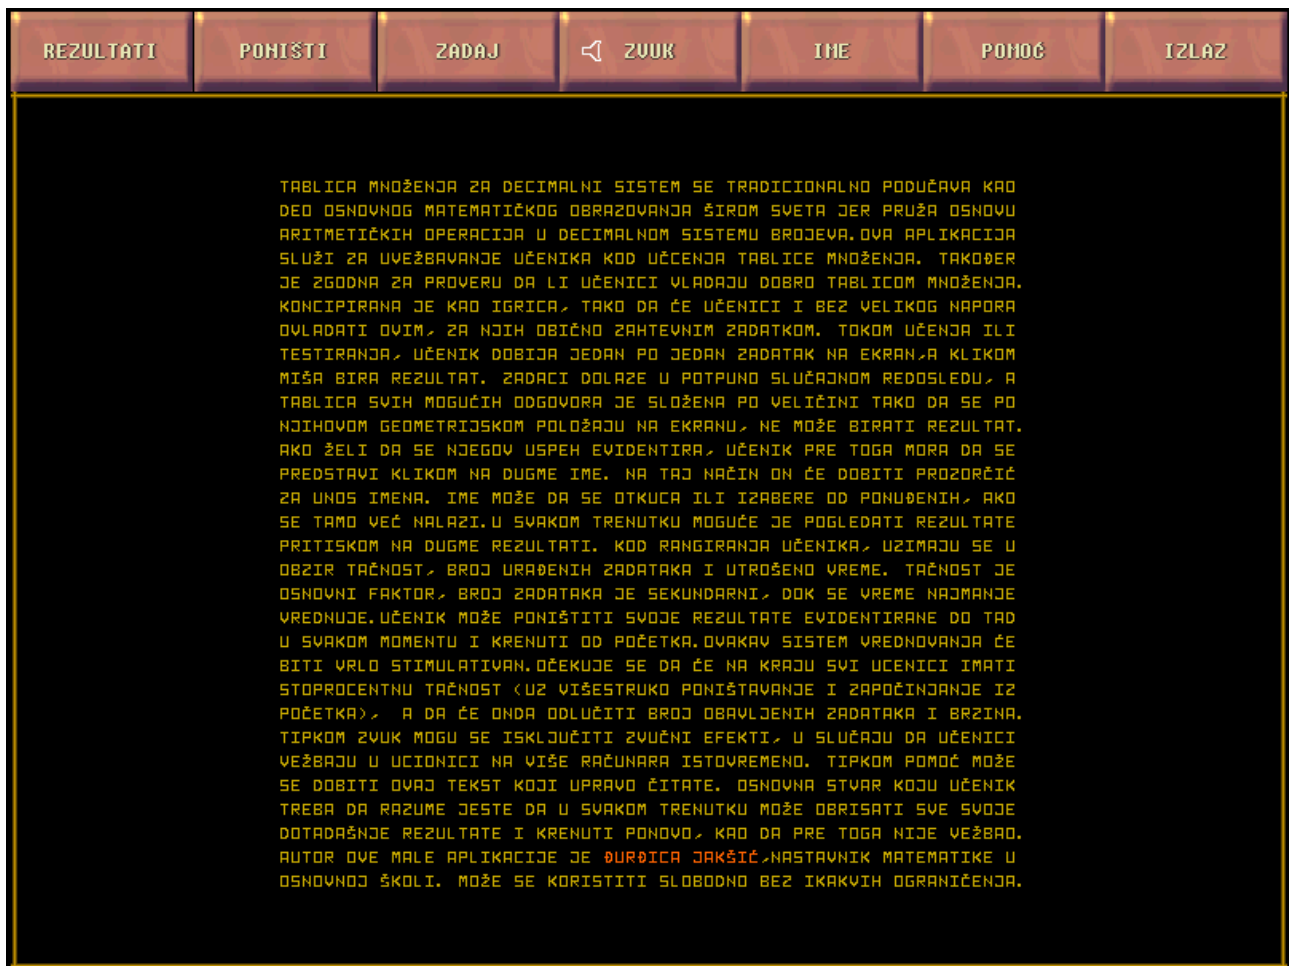 REZULTATI PONIŠTI ZADAJ ZVUK IME POMOĆ IZLAZ
TABLICA MNOŽENJA ZA DECIMALNI SISTEM SE TRADICIONALNO PODUČAVA KAO
DEO OSNOVNOG MATEMATIČKOG OBRAZOVANJA ŠIROM SVETA JER PRUŽA OSNOVU
ARITMETIČKIH OPERACIJA U DECIMALNOM SISTEMU BROJEVA.OVA APLIKACIJA
SLUŽI ZA UVEŽBAVANJE UČENIKA KOD UČCENJA TABLICE MNOŽENJA. TAKOĐER
JE ZGODNA ZA PROVERU DA LI UČENICI VLADAJU DOBRO TABLICOM MNOŽENJA.
KONCIPIRANA JE KAO IGRICA, TAKO DA ĆE UČENICI I BEZ VELIKOG NAPORA
OVLADATI OVIM, ZA NJIH OBIČNO ZAHTEVNIM ZADATKOM. TOKOM UČENJA ILI
TESTIRANJA, UČENIK DOBIJA JEDAN PO JEDAN ZADATAK NA EKRAN,A KLIKOM
MIŠA BIRA REZULTAT. ZADACI DOLAZE U POTPUNO SLUČAJNOM REDOSLEDU, A
TABLICA SVIH MOGUĆIH ODGOVORA JE SLOŽENA PO VELIČINI TAKO DA SE PO
NJIHOVOM GEOMETRIJSKOM POLOŽAJU NA EKRANU, NE MOŽE BIRATI REZULTAT.
AKO ŽELI DA SE NJEGOV USPEH EVIDENTIRA, UČENIK PRE TOGA MORA DA SE
PREDSTAVI KLIKOM NA DUGME IME. NA TAJ NAČIN ON ĆE DOBITI PROZORČIĆ
ZA UNOS IMENA. IME MOŽE DA SE OTKUCA ILI IZABERE OD PONUĐENIH, AKO
SE TAMO VEĆ NALAZI.U SVAKOM TRENUTKU MOGUĆE JE POGLEDATI REZULTATE
PRITISKOM NA DUGME REZULTATI. KOD RANGIRANJA UČENIKA, UZIMAJU SE U
OBZIR TAČNOST, BROJ URAĐENIH ZADATAKA I UTROŠENO VREME. TAČNOST JE
OSNOVNI FAKTOR, BROJ ZADATAKA JE SEKUNDARNI, DOK SE VREME NAJMANJE
VREDNUJE.UČENIK MOŽE PONIŠTITI SVOJE REZULTATE EVIDENTIRANE DO TAD
U SVAKOM MOMENTU I KRENUTI OD POČETKA.OVAKAV SISTEM VREDNOVANJA ĆE
BITI VRLO STIMULATIVAN.OČEKUJE SE DA ĆE NA KRAJU SVI UCENICI IMATI
STOPROCENTNU TAČNOST (UZ VIŠESTRUKO PONIŠTAVANJE I ZAPOČINJANJE IZ
POČETKA),  A DA ĆE ONDA ODLUČITI BROJ OBAVLJENIH ZADATAKA I BRZINA.
TIPKOM ZVUK MOGU SE ISKLJUČITI ZVUČNI EFEKTI, U SLUČAJU DA UČENICI
VEŽBAJU U UCIONICI NA VIŠE RAČUNARA ISTOVREMENO. TIPKOM POMOĆ MOŽE
SE DOBITI OVAJ TEKST KOJI UPRAVO ČITATE. OSNOVNA STVAR KOJU UČENIK
TREBA DA RAZUME JESTE DA U SVAKOM TRENUTKU MOŽE OBRISATI SVE SVOJE
DOTADAŠNJE REZULTATE I KRENUTI PONOVO, KAO DA PRE TOGA NIJE VEŽBAO.
AUTOR OVE MALE APLIKACIJE JE ĐURĐICA JAKŠIĆ,NASTAVNIK MATEMATIKE U
OSNOVNOJ ŠKOLI. MOŽE SE KORISTITI SLOBODNO BEZ IKAKVIH OGRANIČENJA.